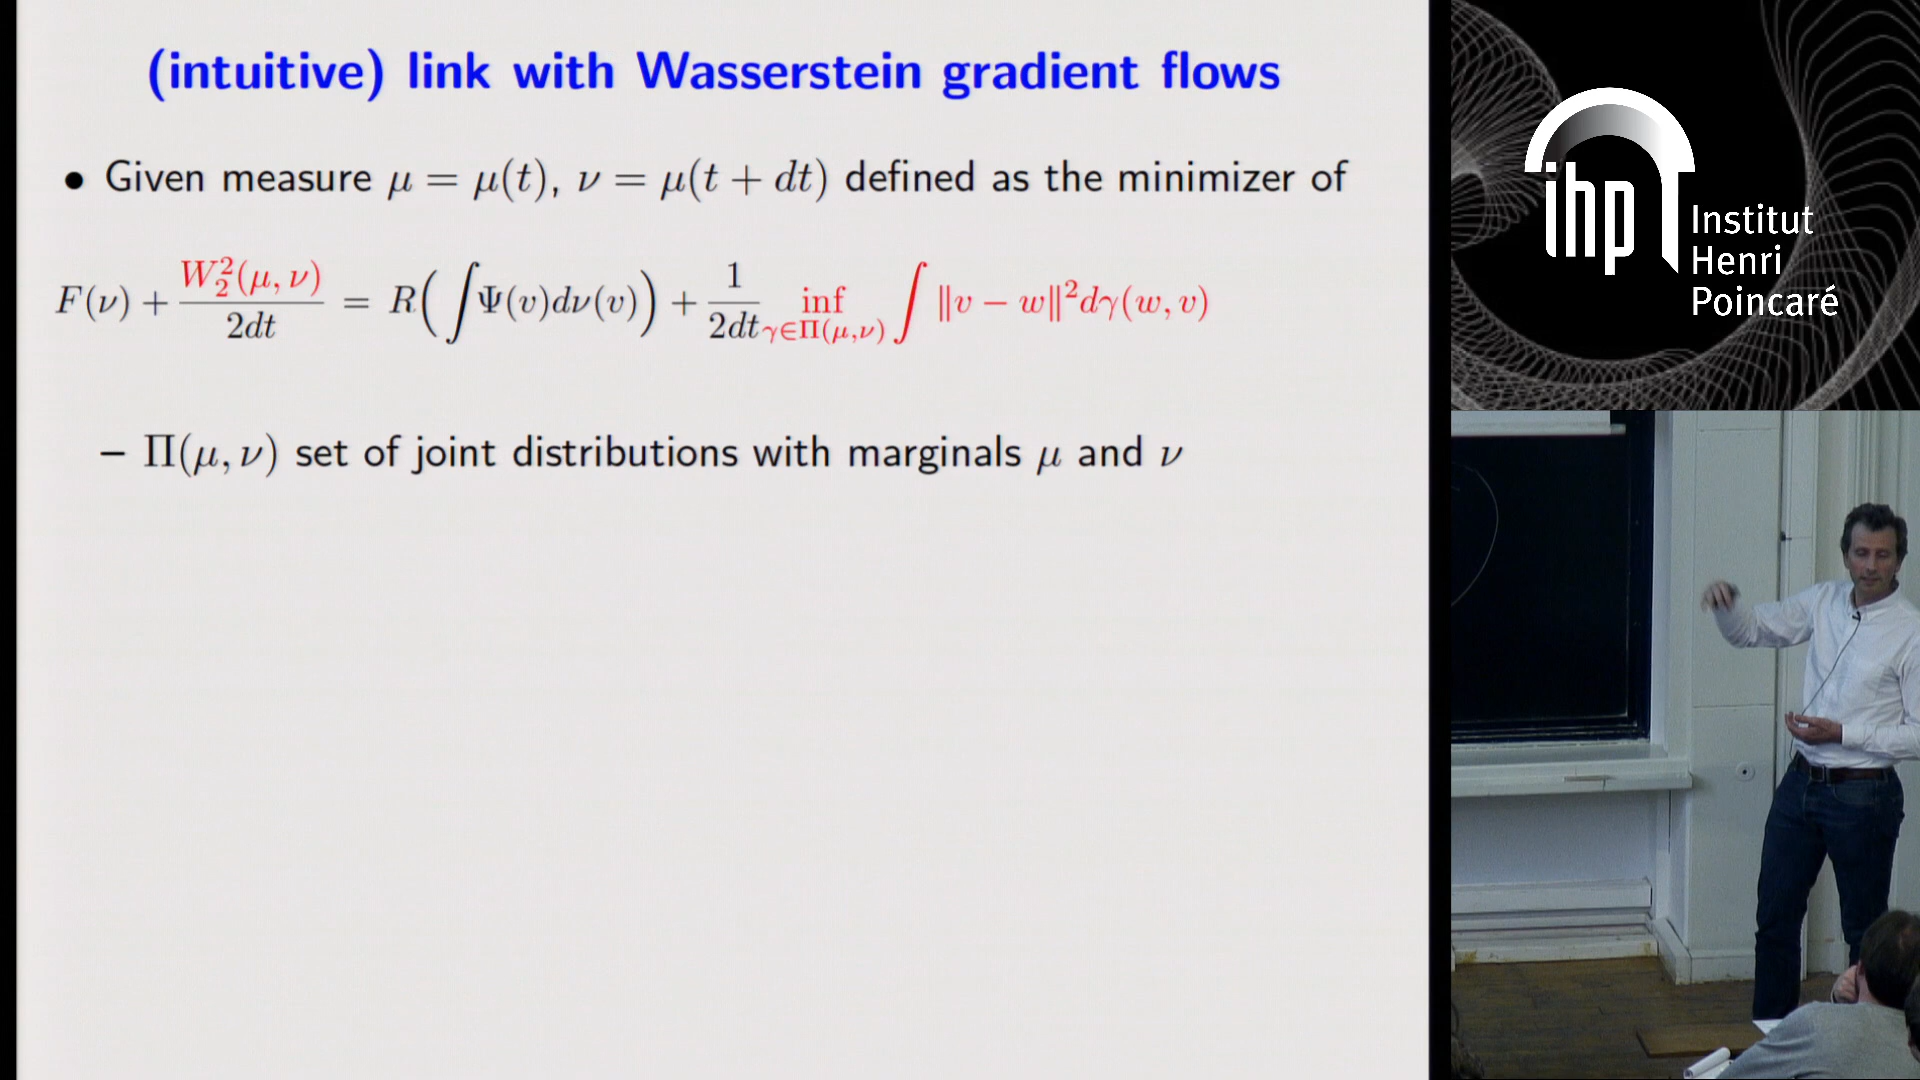 (intuitive) link with Wasserstein gradient flows
• Given measure μ = μ(t), ν = μ(t + dt) defined as the minimizer of
F(ν) + W₂²(μ, ν) / 2dt = R(∫Ψ(v)dν(v)) + 1/2dt inf_{γ∈Π(μ,ν)} ∫ ‖v − w‖²dγ(w, v)
– Π(μ, ν) set of joint distributions with marginals μ and ν
ihp
Institut
Henri
Poincaré